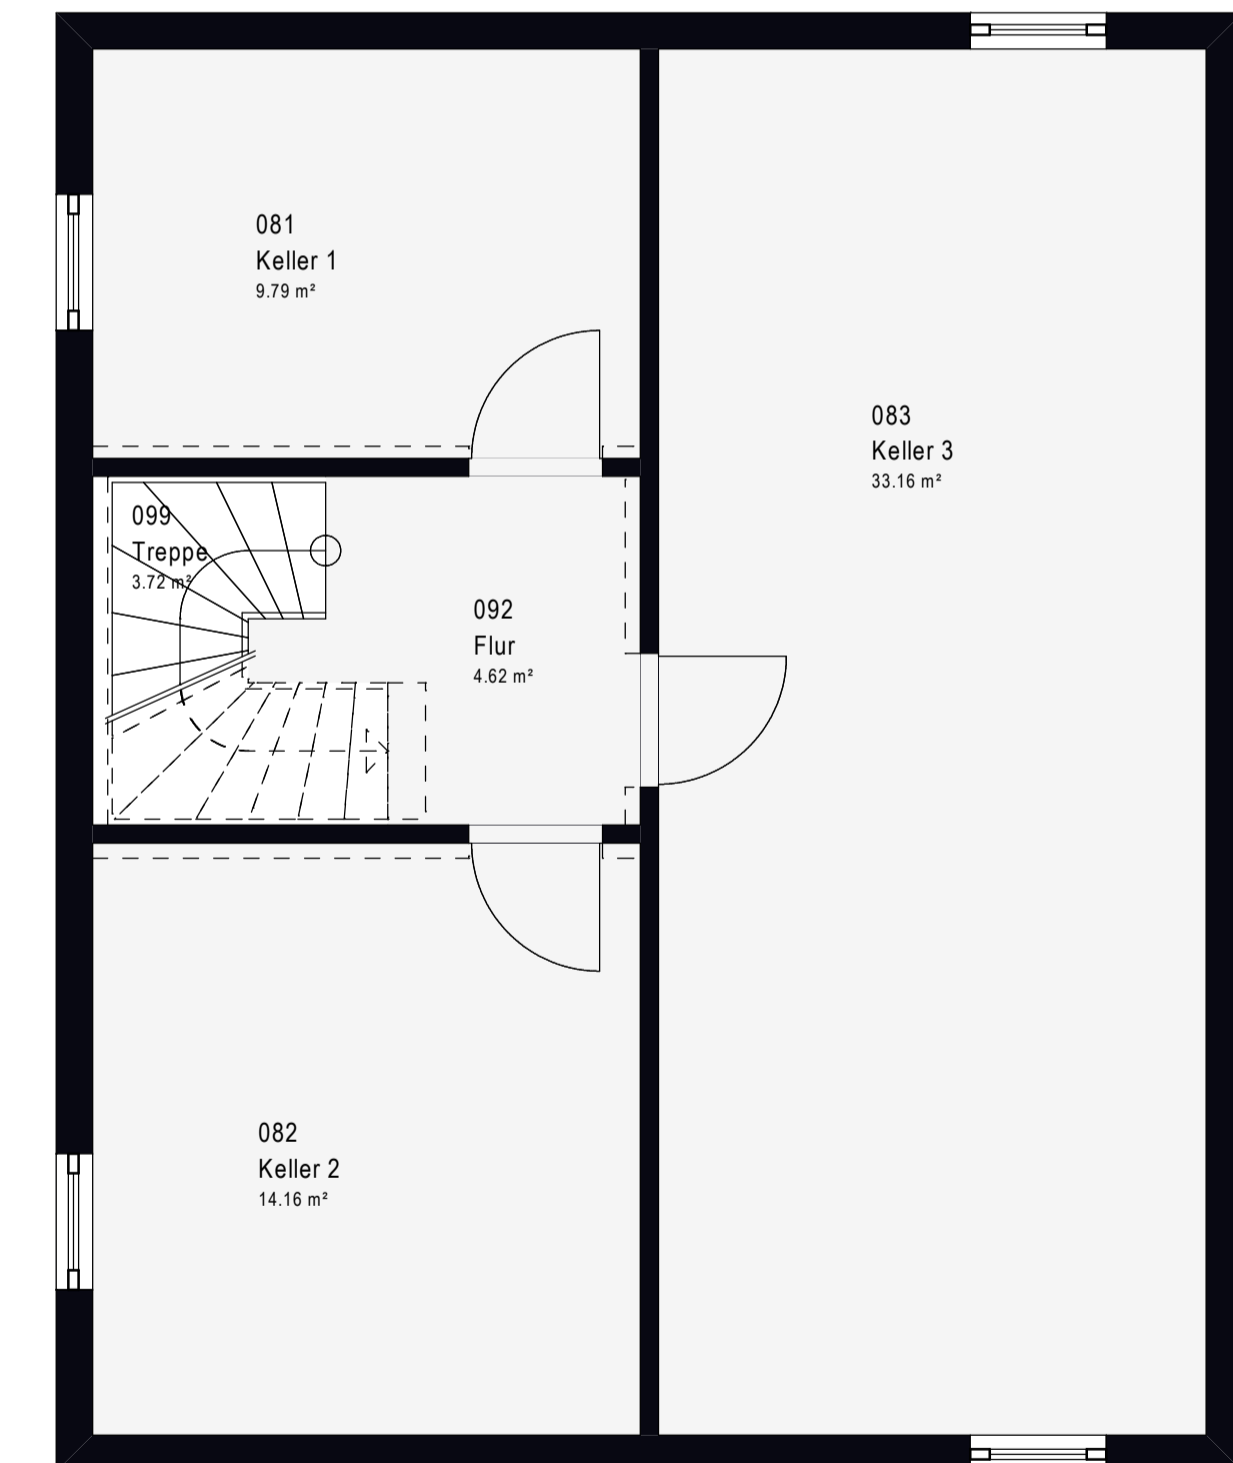 081
Keller 1
9.79 m²
083
Keller 3
33.16 m²
099
Treppe
3.72 m²
092
Flur
4.62 m²
082
Keller 2
14.16 m²